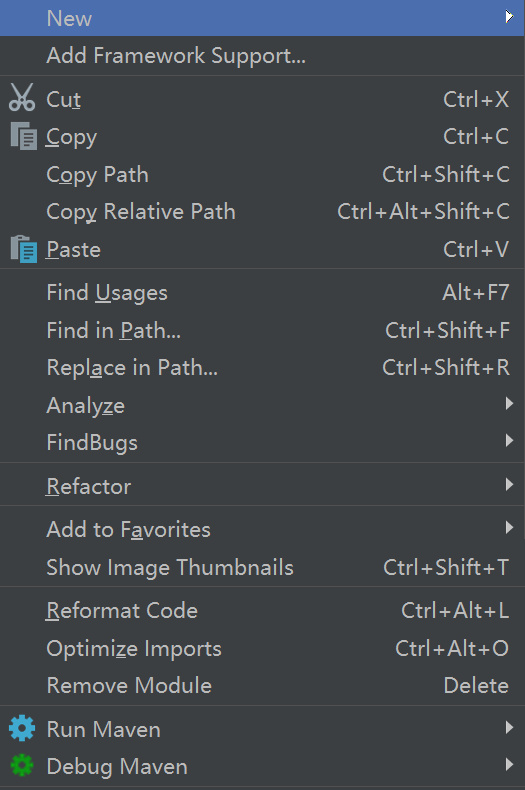 New
Add Framework Support...
Cut Ctrl+X
Copy Ctrl+C
Copy Path Ctrl+Shift+C
Copy Relative Path Ctrl+Alt+Shift+C
Paste Ctrl+V
Find Usages Alt+F7
Find in Path... Ctrl+Shift+F
Replace in Path... Ctrl+Shift+R
Analyze
FindBugs
Refactor
Add to Favorites
Show Image Thumbnails Ctrl+Shift+T
Reformat Code Ctrl+Alt+L
Optimize Imports Ctrl+Alt+O
Remove Module Delete
Run Maven
Debug Maven